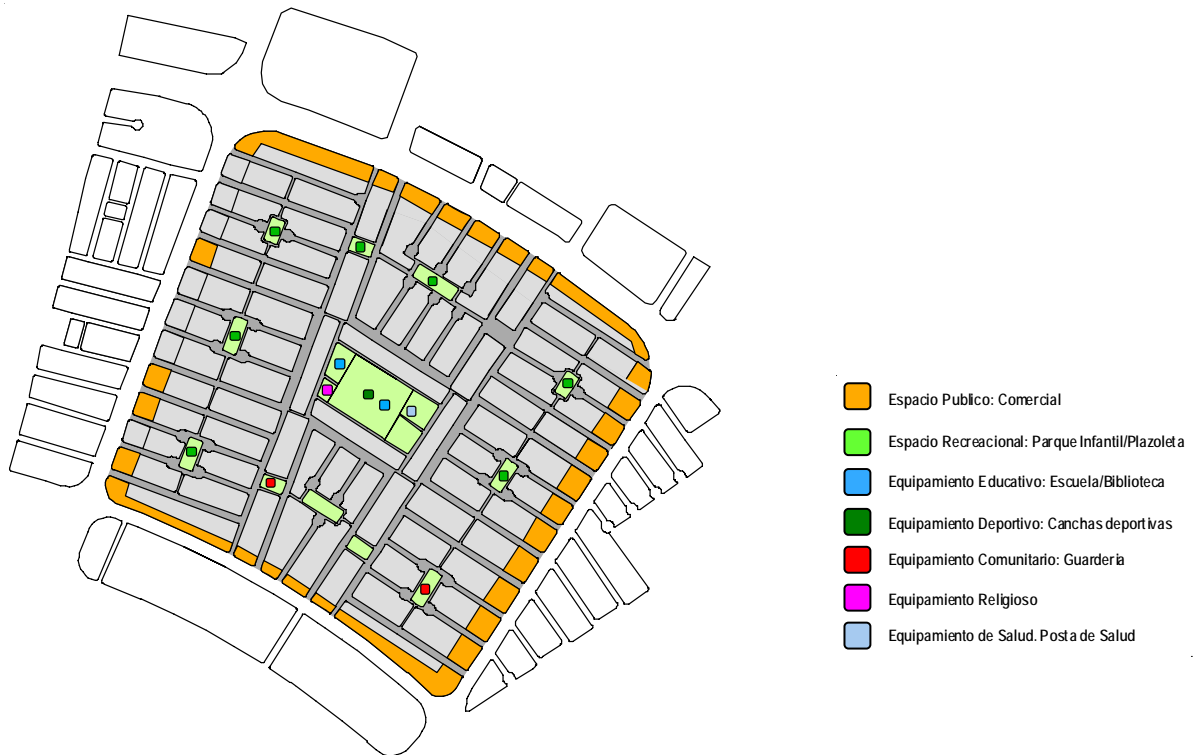 Espacio Publico: Comercial
Espacio Recreacional: Parque Infantil/Plazoleta
Equipamiento Educativo: Escuela/Biblioteca
Equipamiento Deportivo: Canchas deportivas
Equipamiento Comunitario: Guarderia
Equipamiento Religioso
Equipamiento de Salud. Posta de Salud